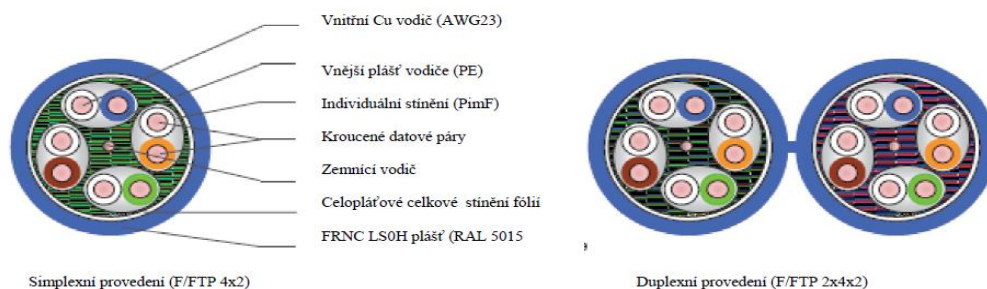 Vnitřní Cu vodič (AWG23)
Vnější plášť vodiče (PE)
Individuální stínění (PimF)
Kroucené datové páry
Zemnící vodič
Celopláťové celkové stínění fólií
FRNC LS0H plášť (RAL 5015
Simplexní provedení (F/FTP 4x2)
Duplexní provedení (F/FTP 2x4x2)